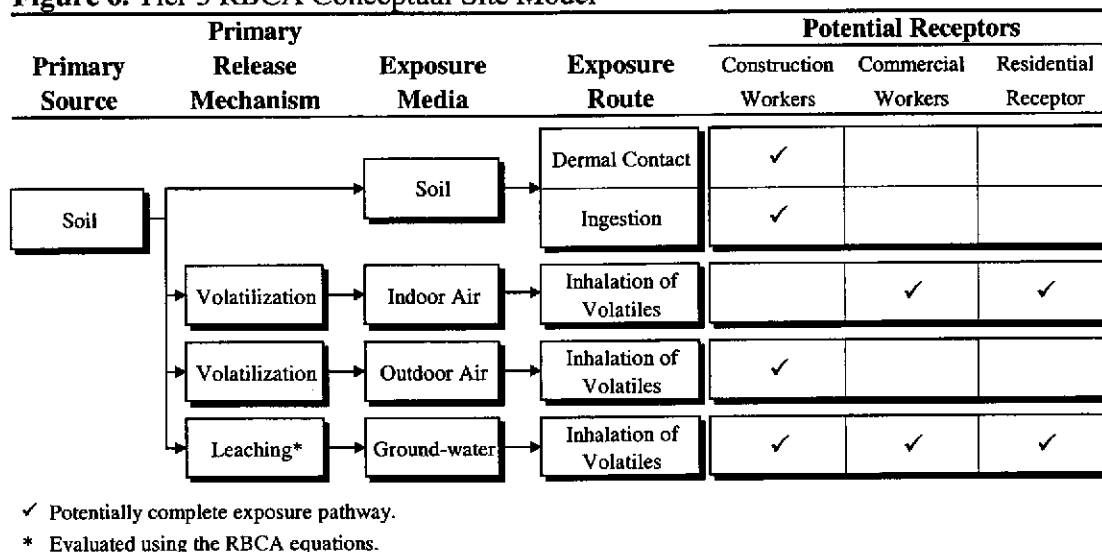 Figure 6. Tier 3 RBCA Conceptual Site Model
Primary Source
Primary Release Mechanism
Exposure Media
Exposure Route
Potential Receptors
Construction Workers
Commercial Workers
Residential Receptor
Soil
Soil
Dermal Contact ✓
Ingestion ✓
Volatilization
Indoor Air
Inhalation of
Volatiles
✓ ✓
Volatilization
Outdoor Air
Inhalation of
Volatiles
✓
Leaching*
Ground-water
Inhalation of
Volatiles
✓ ✓ ✓
✓ Potentially complete exposure pathway.
* Evaluated using the RBCA equations.